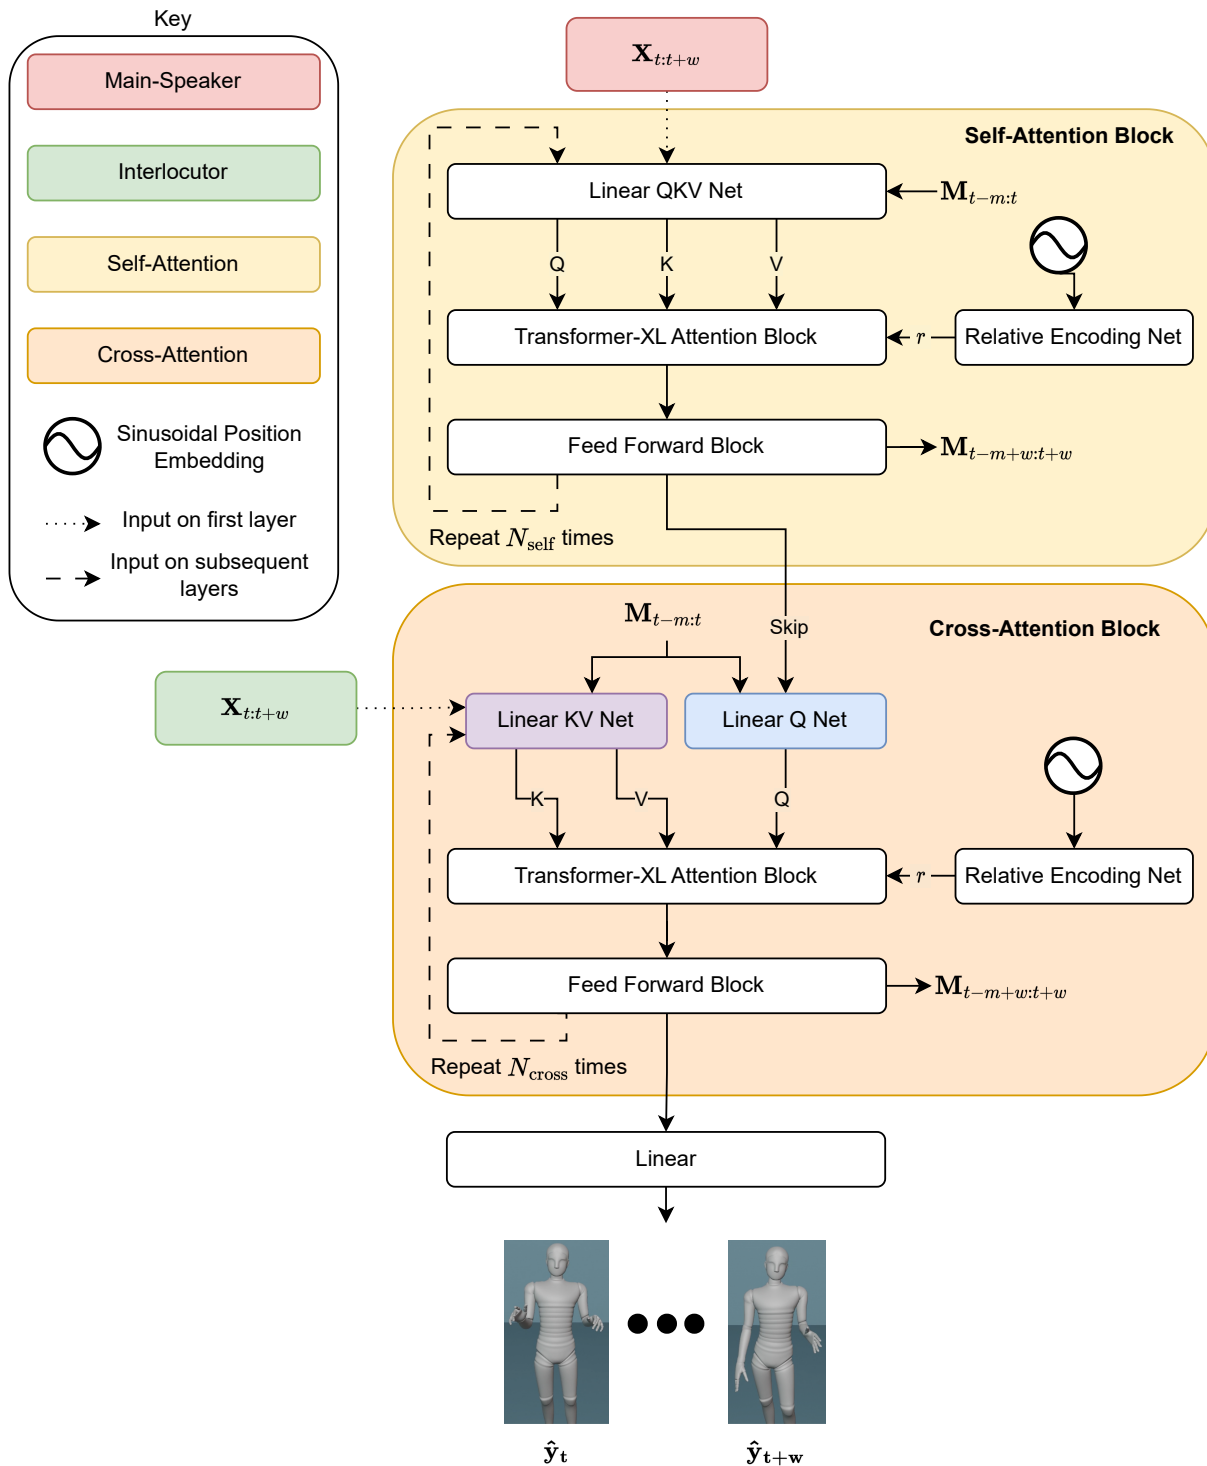 Key
Main-Speaker
Interlocutor
Self-Attention
Cross-Attention
Sinusoidal Position
Embedding
Input on first layer
Input on subsequent
layers
X_{t:t+w}
Self-Attention Block
Linear QKV Net
M_{t−m:t}
Q K V
Transformer-XL Attention Block
r
Relative Encoding Net
Feed Forward Block
M_{t−m+w:t+w}
Repeat N_{self} times
Cross-Attention Block
M_{t−m:t}
Skip
X_{t:t+w}
Linear KV Net
Linear Q Net
K V Q
Transformer-XL Attention Block
r
Relative Encoding Net
Feed Forward Block
M_{t−m+w:t+w}
Repeat N_{cross} times
Linear
ŷ_t
ŷ_{t+w}